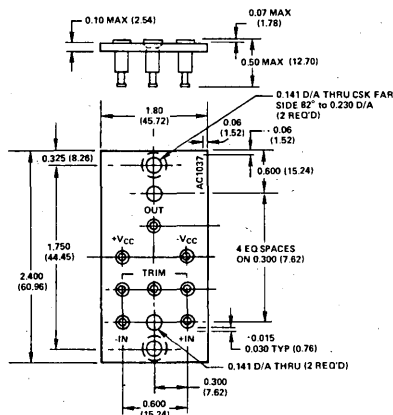 0.10 MAX (2.54)
0.07 MAX
(1.78)
0.50 MAX (12.70)
1.80
(45.72)
0.141 D/A THRU CSK FAR
SIDE 82° to 0.230 D/A
(2 REQ'D)
0.06
(1.52)
0.06
(1.52)
0.325 (8.26)
AC1037
0.600 (15.24)
OUT
1.750
(44.45)
+VCC
-VCC
4 EQ SPACES
ON 0.300 (7.62)
TRIM
2.400
(60.96)
-IN
+IN
0.015
0.030 TYP (0.76)
0.141 D/A THRU (2 REQ'D)
0.300
(7.62)
0.600
(15.24)